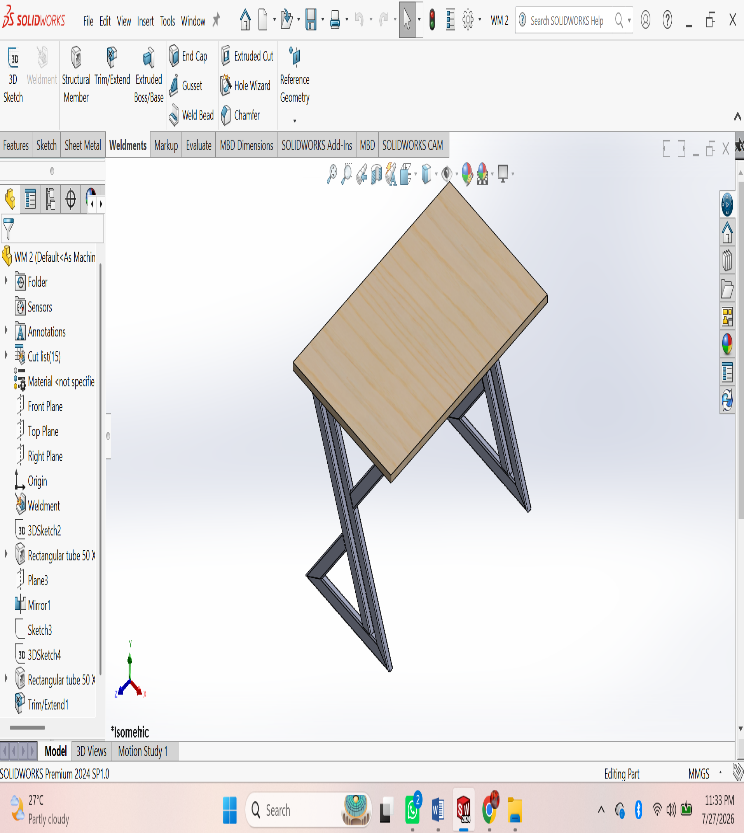 SOLIDWORKS File Edit View Insert Tools Window WM 2 Search SOLIDWORKS Help
3D Sketch
Weldment
Structural Member
Trim/Extend
Extruded Boss/Base
End Cap
Gusset
Weld Bead
Extruded Cut
Hole Wizard
Chamfer
Reference Geometry
Features Sketch Sheet Metal Weldments Markup Evaluate MBD Dimensions SOLIDWORKS Add-Ins MBD SOLIDWORKS CAM
WM 2 (Default<As Machin
Folder
Sensors
Annotations
Cut list(15)
Material <not specifie
Front Plane
Top Plane
Right Plane
Origin
Weldment
3DSketch2
Rectangular tube 50 X
Plane3
Mirror1
Sketch3
3DSketch4
Rectangular tube 50 X
Trim/Extend1
Y
Z X
*Isometric
Model 3D Views Motion Study 1
SOLIDWORKS Premium 2024 SP1.0 Editing Part MMGS
27°C
Partly cloudy
Search
2
11:33 PM
7/27/2026